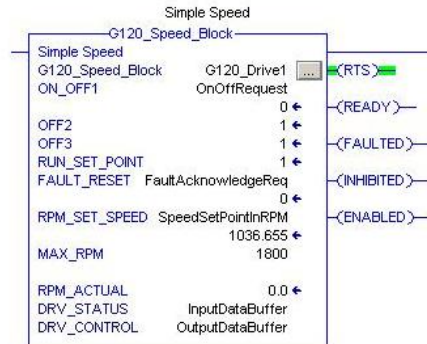 Simple Speed
G120_Speed_Block
Simple Speed
G120_Speed_Block G120_Drive1 ... (RTS)
ON_OFF1 OnOffRequest
0 (READY)
OFF2 1
OFF3 1 (FAULTED)
RUN_SET_POINT 1
FAULT_RESET FaultAcknowledgeReq (INHIBITED)
0
RPM_SET_SPEED SpeedSetPointInRPM (ENABLED)
1036.655
MAX_RPM 1800
RPM_ACTUAL 0.0
DRV_STATUS InputDataBuffer
DRV_CONTROL OutputDataBuffer